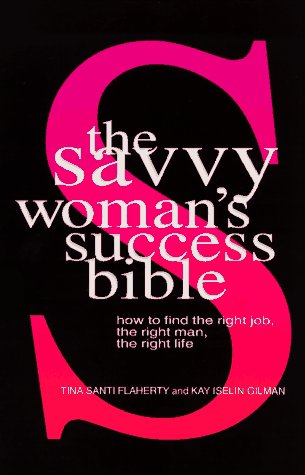 S
the
savvy
woman's
success
bible
how to find the right job,
the right man,
the right life
TINA SANTI FLAHERTY and KAY ISELIN GILMAN